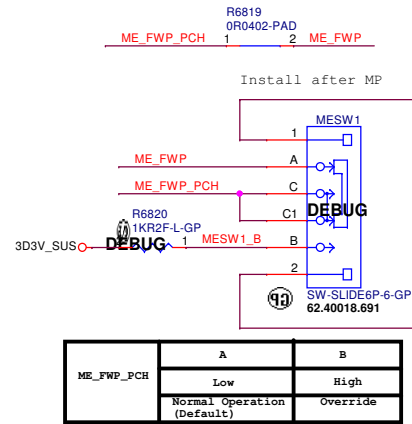 R6819
0R0402-PAD
ME_FWP_PCH 1 2 ME_FWP
Install after MP
MESW1
1
ME_FWP A
ME_FWP_PCH C
C1 DEBUG
R6820
1KR2F-L-GP
3D3V_SUS DEBUG 1 MESW1_B B
2
SW-SLIDE6P-6-GP
62.40018.691
ME_FWP_PCH A B
Low High
Normal Operation Override
(Default)